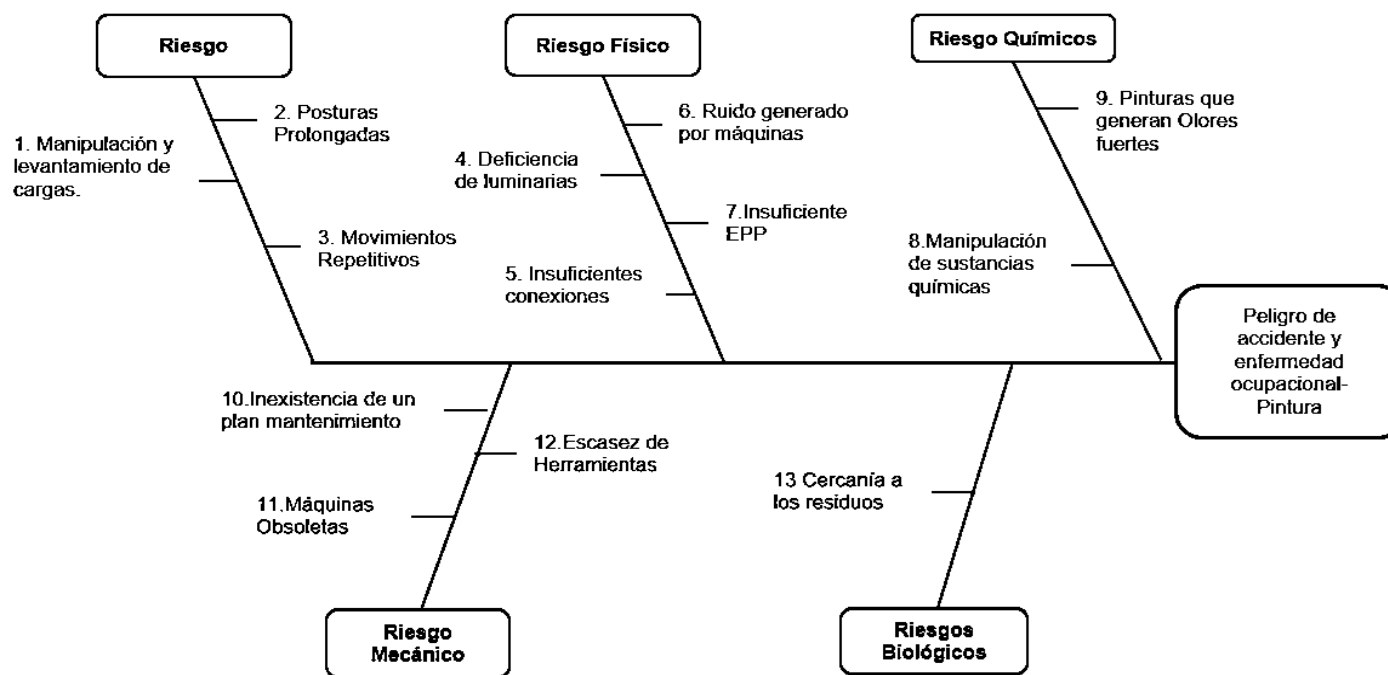 Riesgo
Riesgo Físico
Riesgo Químicos
1. Manipulación y
levantamiento de
cargas.
2. Posturas
Prolongadas
3. Movimientos
Repetitivos
4. Deficiencia
de luminarias
5. Insuficientes
conexiones
6. Ruido generado
por máquinas
7.Insuficiente
EPP
8.Manipulación
de sustancias
químicas
9. Pinturas que
generan Olores
fuertes
Peligro de
accidente y
enfermedad
ocupacional-
Pintura
10.Inexistencia de un
plan mantenimiento
11.Máquinas
Obsoletas
12.Escasez de
Herramientas
13 Cercanía a
los residuos
Riesgo
Mecánico
Riesgos
Biológicos